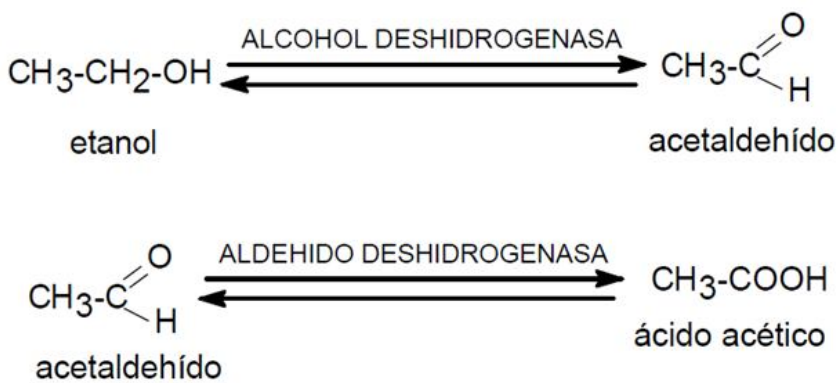 ALCOHOL DESHIDROGENASA
CH3-CH2-OH
CH3-C
O
H
etanol
acetaldehído
ALDEHIDO DESHIDROGENASA
CH3-C
O
H
CH3-COOH
acetaldehído
ácido acético